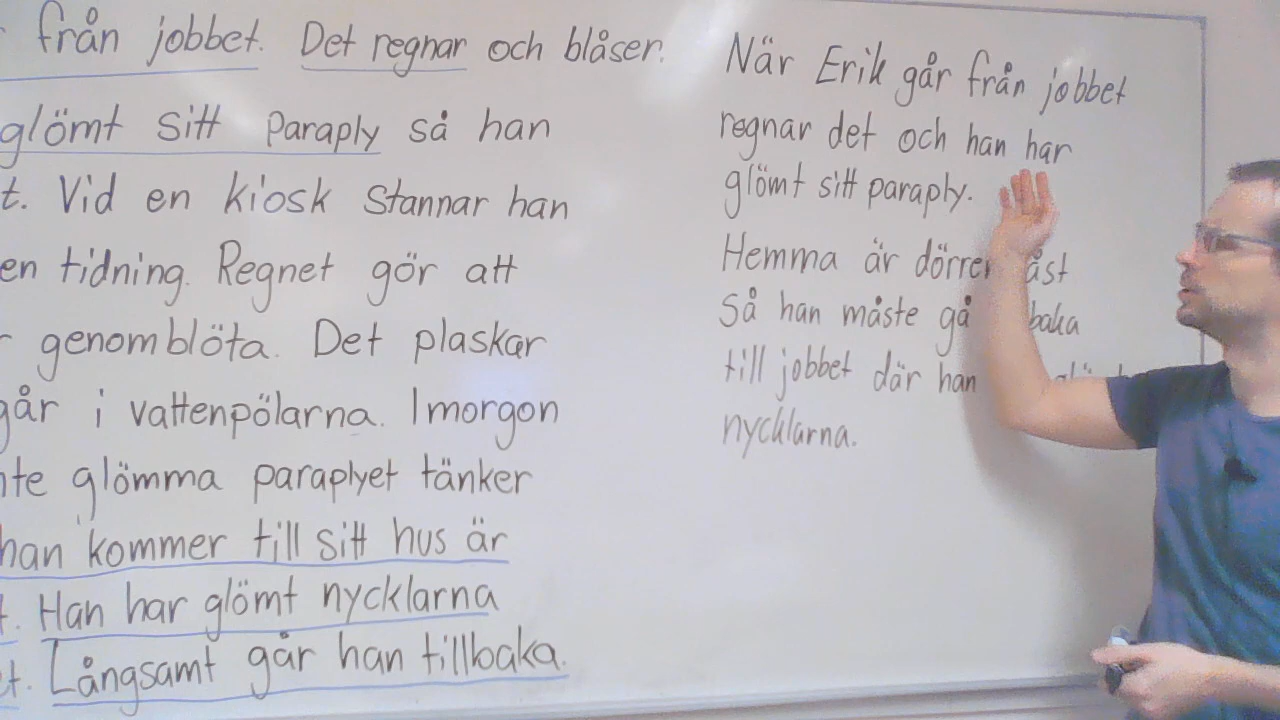 från jobbet. Det regnar och blåser.
glömt sitt paraply så han
t. Vid en kiosk stannar han
en tidning. Regnet gör att
genomblöta. Det plaskar
går i vattenpölarna. Imorgon
glömma paraplyet tänker
han kommer till sitt hus är
t. Han har glömt nycklarna
et. Långsamt går han tillbaka.
När Erik går från jobbet
regnar det och han har
glömt sitt paraply.
Hemma är dörren åst
så han måste gå baka
till jobbet där han
nycklarna.